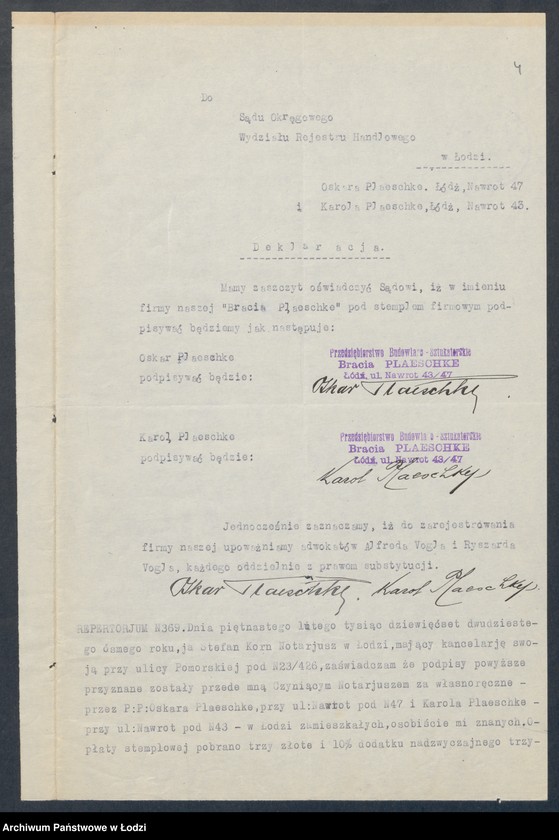 4
Do
Sądu Okręgowego
Wydziału Rejestru Handlowego
w Łodzi.
Oskara Plaeschke. Łódź, Nawrot 47
i Karola Plaeschke, Łódź, Nawrot 43.
Deklaracja.
Mamy zaszczyt oświadczyć Sądowi, iż w imieniu
firmy naszej "Bracia Plaeschke" pod stemplem firmowym pod-
pisywać będziemy jak następuje:
Oskar Plaeschke
podpisywać będzie:
Przedsiębiorstwo Budowlano-sztukatorskie
Bracia PLAESCHKE
Łódź, ul. Nawrot 43/47
Oskar Plaeschke.
Karol Plaeschke
podpisywać będzie:
Przedsiębiorstwo Budowlano-sztukatorskie
Bracia PLAESCHKE
Łódź, ul. Nawrot 43/47
Karol Plaeschke
Jednocześnie zaznaczamy, iż do zarejestrowania
firmy naszej upoważniamy adwokatów Alfreda Vogla i Ryszarda
Vogla, każdego oddzielnie z prawem substytucji.
Oskar Plaeschke. Karol Plaeschke.
REPERTORJUM N369. Dnia piętnastego lutego tysiąc dziewięćset dwudzieste-
go ósmego roku, ja Stefan Korn Notarjusz w Łodzi, mający kancelarję swo-
ją przy ulicy Pomorskiej pod N23/426, zaświadczam że podpisy powyższe
przyznane zostały przede mną Czyniącym Notarjuszem za własnoręczne -
przez P:P:Oskara Plaeschke, przy ul:Nawrot pod N47 i Karola Plaeschke -
przy ul:Nawrot pod N43 - w Łodzi zamieszkałych, osobiście mi znanych. O-
płaty stemplowej pobrano trzy złote i 10% dodatku nadzwyczajnego trzy-
Archiwum Państwowe w Łodzi